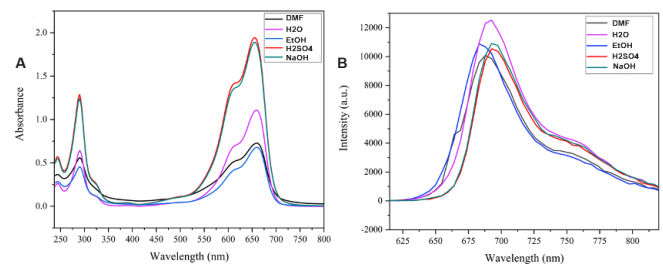 A
DMF
H2O
EtOH
H2SO4
NaOH
Absorbance
2.0
1.5
1.0
0.5
0.0
250 300 350 400 450 500 550 600 650 700 750 800
Wavelength (nm)
B
DMF
H2O
EtOH
H2SO4
NaOH
Intensity (a.u.)
12000
10000
8000
6000
4000
2000
0
-2000
625 650 675 700 725 750 775 800
Wavelength (nm)